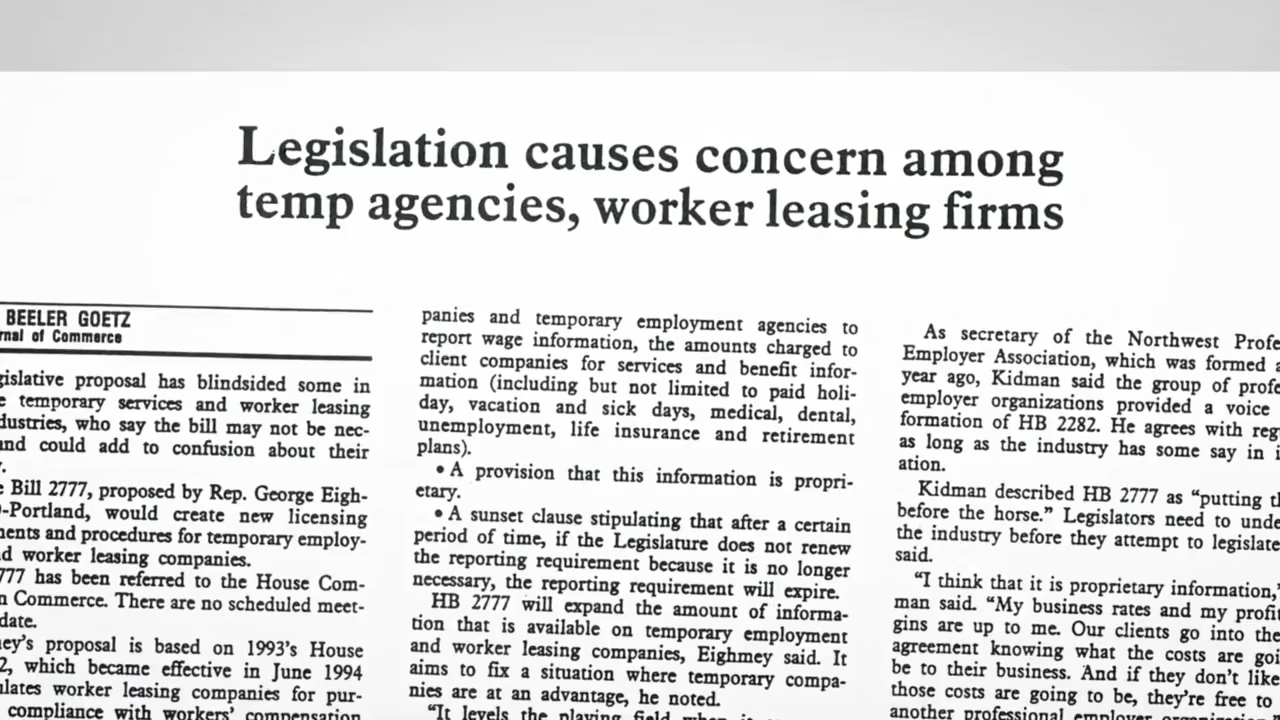 Legislation causes concern among
temp agencies, worker leasing firms
BEELER GOETZ
rnal of Commerce
gislative proposal has blindsided some in
e temporary services and worker leasing
dustries, who say the bill may not be nec-
and could add to confusion about their
e Bill 2777, proposed by Rep. George Eigh-
-Portland, would create new licensing
ments and procedures for temporary employ-
d worker leasing companies.
777 has been referred to the House Com-
n Commerce. There are no scheduled meet-
date.
ey's proposal is based on 1993's House
2, which became effective in June 1994
ulates worker leasing companies for pur-
compliance with workers' compensation
panies and temporary employment agencies to
report wage information, the amounts charged to
client companies for services and benefit infor-
mation (including but not limited to paid holi-
day, vacation and sick days, medical, dental,
unemployment, life insurance and retirement
plans).
• A provision that this information is propri-
etary.
• A sunset clause stipulating that after a certain
period of time, if the Legislature does not renew
the reporting requirement because it is no longer
necessary, the reporting requirement will expire.
HB 2777 will expand the amount of informa-
tion that is available on temporary employment
and worker leasing companies, Eighmey said. It
aims to fix a situation where temporary compa-
nies are at an advantage, he noted.
"It levels the playing field when it
As secretary of the Northwest Profe
Employer Association, which was formed a
year ago, Kidman said the group of profe
employer organizations provided a voice
formation of HB 2282. He agrees with reg
as long as the industry has some say in i
ation.
Kidman described HB 2777 as "putting th
before the horse." Legislators need to unde
the industry before they attempt to legislate
said.
"I think that it is proprietary information,"
man said. "My business rates and my profi
gins are up to me. Our clients go into the
agreement knowing what the costs are goi
be to their business. And if they don't like
those costs are going to be, they're free to
another professional employer organization